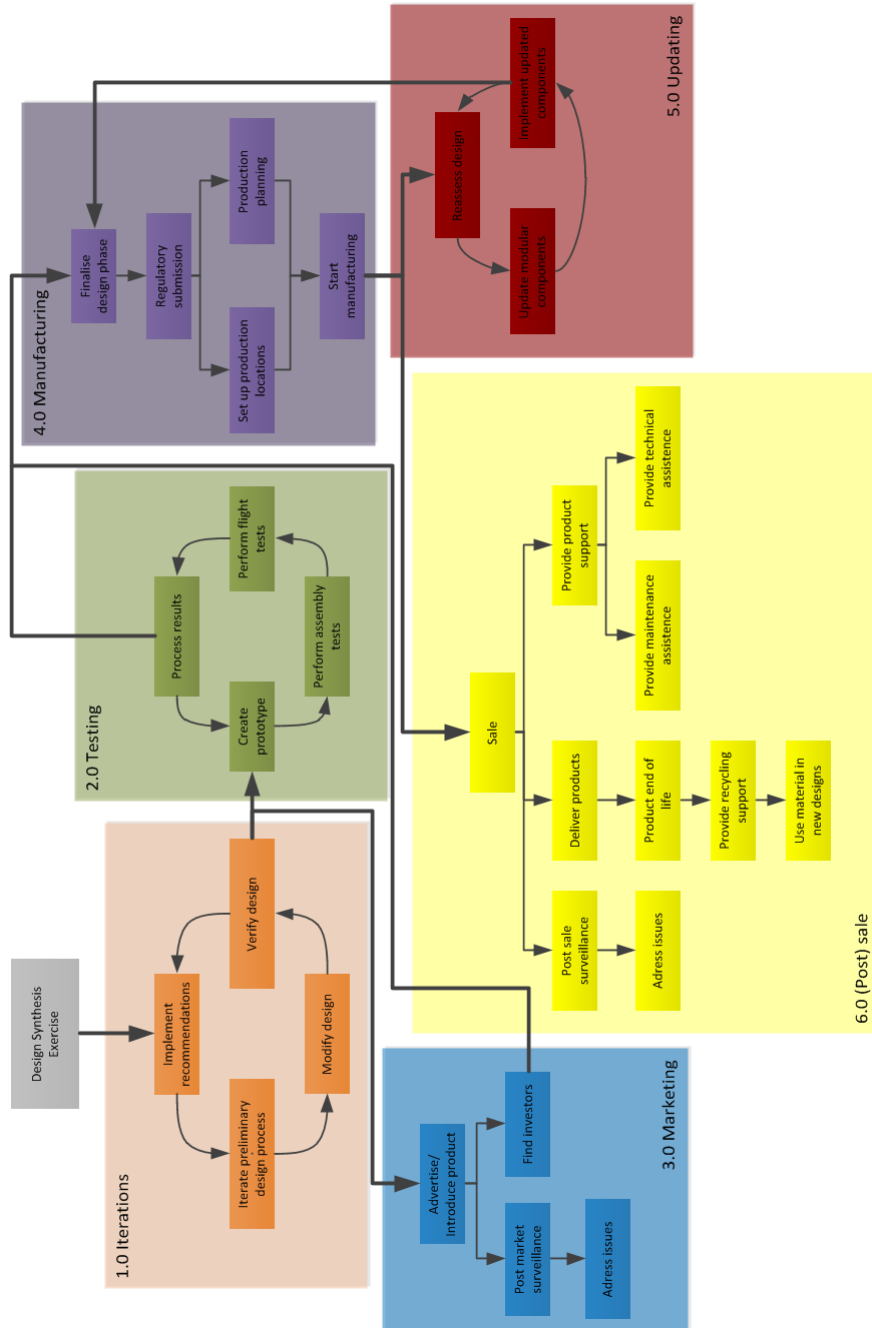 Design Synthesis
Exercise
1.0 Iterations
Implement
recommendations
Iterate preliminary
design process
Verify design
Modify design
2.0 Testing
Process results
Create
prototype
Perform flight
tests
Perform assembly
tests
4.0 Manufacturing
Finalise
design phase
Regulatory
submission
Set up production
locations
Production
planning
Start
manufacturing
3.0 Marketing
Advertise/
Introduce product
Post market
surveillance
Find investors
Adress issues
6.0 (Post) sale
Sale
Post sale
surveillance
Deliver products
Provide product
support
Adress issues
Product end of
life
Provide maintenance
assistence
Provide technical
assistence
Provide recycling
support
Use material in
new designs
5.0 Updating
Reassess design
Update modular
components
Implement updated
components